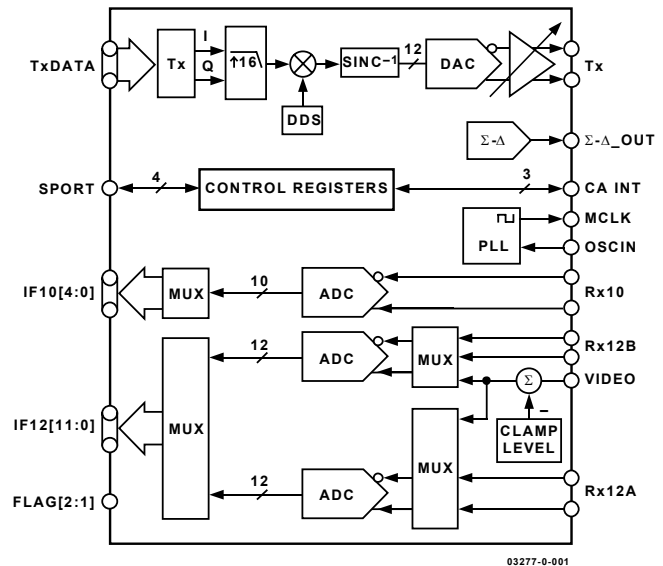 I
12
TxDATA
Tx
Q
↑16
SINC–1
DAC
Tx
DDS
Σ-Δ
Σ-Δ_OUT
SPORT
4
CONTROL REGISTERS
3
CA INT
MCLK
PLL
OSCIN
IF10[4:0]
MUX
10
ADC
Rx10
12
ADC
MUX
Rx12B
Σ
VIDEO
–
CLAMP
LEVEL
IF12[11:0]
MUX
MUX
12
ADC
Rx12A
FLAG[2:1]
03277-0-001